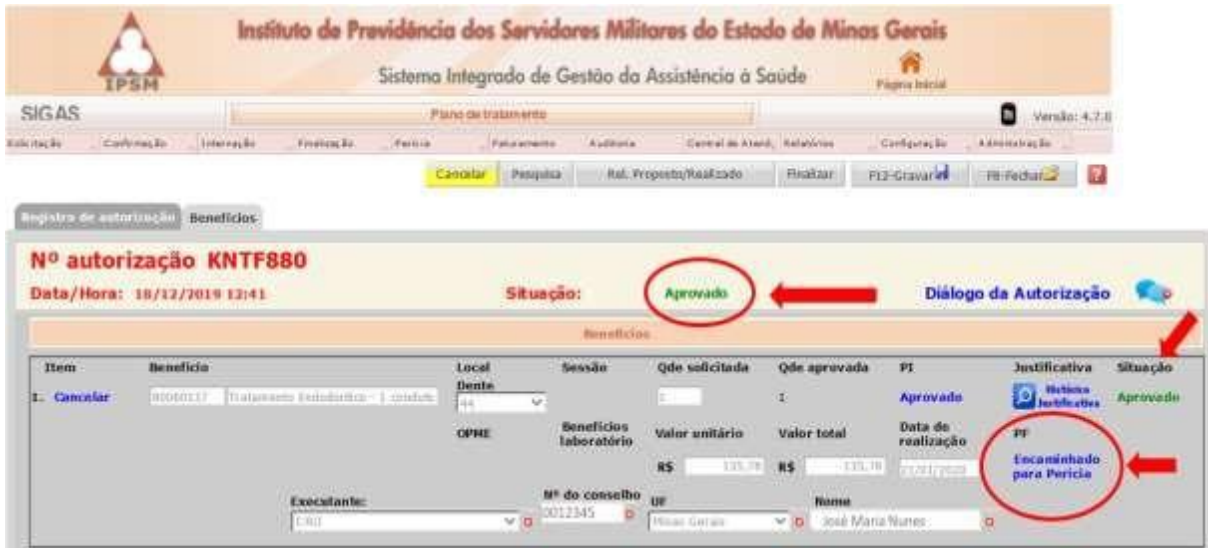 Instituto de Previdência dos Servidores Militares do Estado de Minas Gerais
IPSM
Sistema Integrado de Gestão da Assistência à Saúde
Página Inicial
SIGAS
Plano de tratamento
Versão: 4.7.0
Solicitação Confirmação Internação Finalização Perícia Faturamento Auditoria Central de Atend. Relatórios Configuração Administração
Cancelar Pesquisa Rel. Proposto/Realizado Finalizar F12-Gravar F8-Fechar ?
Registro de autorização Benefícios
Nº autorização KNTF880
Data/Hora: 18/12/2019 12:41 Situação: Aprovado Diálogo da Autorização
Benefícios
Item Benefício Local Sessão Qde solicitada Qde aprovada PI Justificativa Situação
Dente
1. Cancelar Tratamento Endodôntico - 1 conduto 44 1 1 Aprovado Histórico Justificativa Aprovado
OPME Benefícios laboratório Valor unitário Valor total Data de realização PF
R$ 135,78 R$ 135,78 Encaminhado para Perícia
Executante: Nº do conselho UF Nome
CRO 0012345 Minas Gerais José Maria Nunes